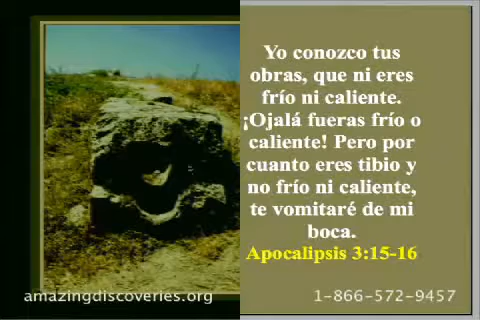 Yo conozco tus
obras, que ni eres
frío ni caliente.
¡Ojalá fueras frío o
caliente! Pero por
cuanto eres tibio y
no frío ni caliente,
te vomitaré de mi
boca.
Apocalipsis 3:15-16
amazingdiscoveries.org
1-866-572-9457